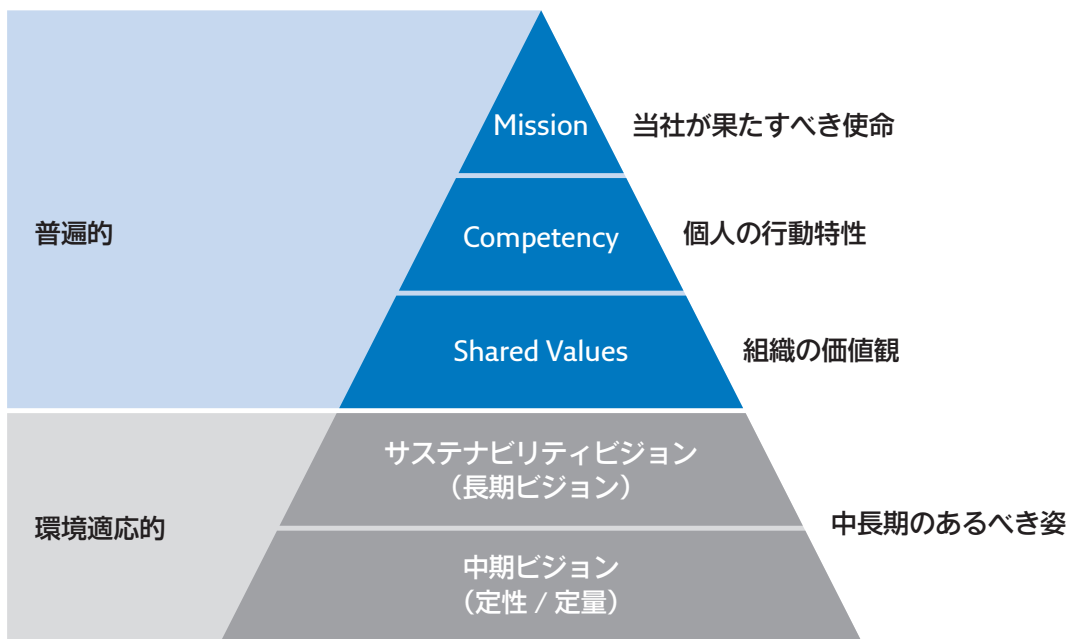 Mission
当社が果たすべき使命
普遍的
Competency
個人の行動特性
Shared Values
組織の価値観
サステナビリティビジョン
（長期ビジョン）
環境適応的
中長期のあるべき姿
中期ビジョン
（定性 / 定量）